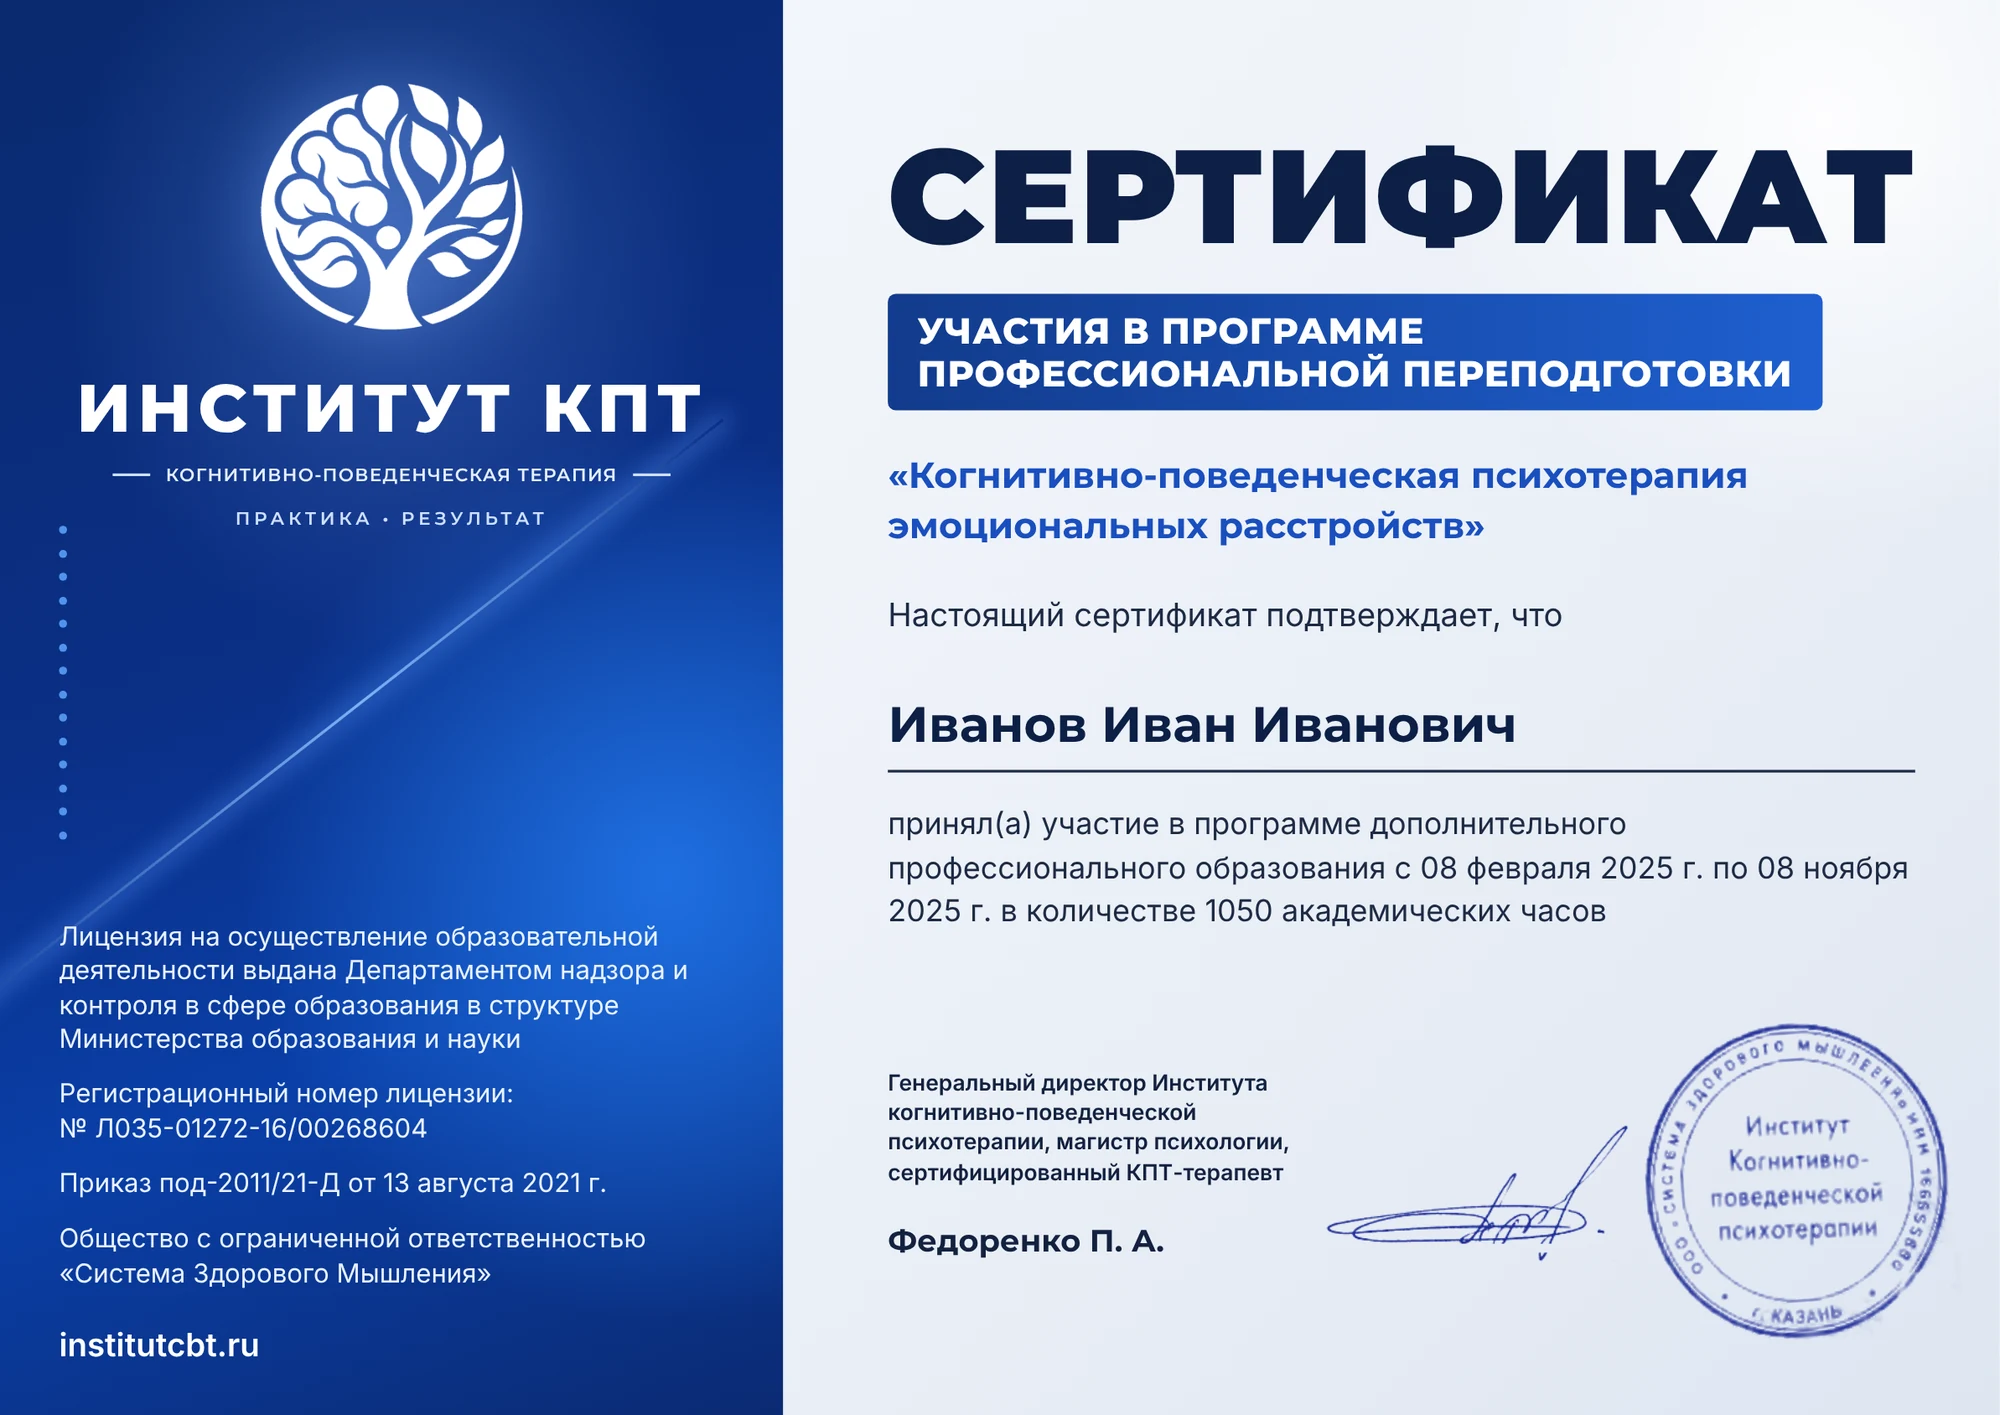 ИНСТИТУТ КПТ
КОГНИТИВНО-ПОВЕДЕНЧЕСКАЯ ТЕРАПИЯ
ПРАКТИКА • РЕЗУЛЬТАТ
Лицензия на осуществление образовательной
деятельности выдана Департаментом надзора и
контроля в сфере образования в структуре
Министерства образования и науки
Регистрационный номер лицензии:
№ Л035-01272-16/00268604
Приказ под-2011/21-Д от 13 августа 2021 г.
Общество с ограниченной ответственностью
«Система Здорового Мышления»
institutcbt.ru
СЕРТИФИКАТ
УЧАСТИЯ В ПРОГРАММЕ
ПРОФЕССИОНАЛЬНОЙ ПЕРЕПОДГОТОВКИ
«Когнитивно-поведенческая психотерапия
эмоциональных расстройств»
Настоящий сертификат подтверждает, что
Иванов Иван Иванович
принял(а) участие в программе дополнительного
профессионального образования с 08 февраля 2025 г. по 08 ноября
2025 г. в количестве 1050 академических часов
Генеральный директор Института
когнитивно-поведенческой
психотерапии, магистр психологии,
сертифицированный КПТ-терапевт
Федоренко П. А.
ООО «СИСТЕМА ЗДОРОВОГО МЫШЛЕНИЯ» ИНН
Институт
Когнитивно-
поведенческой
психотерапии
г. КАЗАНЬ